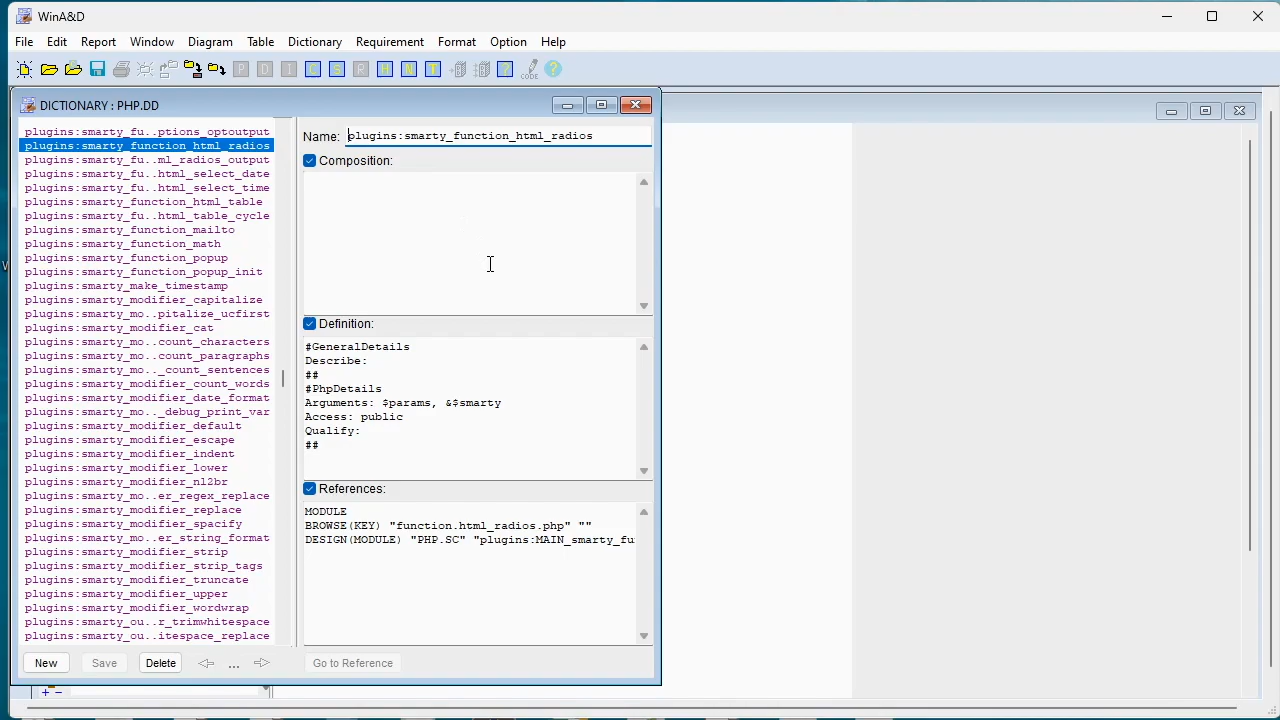 WinA&D
File Edit Report Window Diagram Table Dictionary Requirement Format Option Help
P D I C S R H N T ? CODE ?
DICTIONARY : PHP.DD
plugins:smarty_fu..ptions_optoutput
plugins:smarty_function_html_radios
plugins:smarty_fu..ml_radios_output
plugins:smarty_fu..html_select_date
plugins:smarty_fu..html_select_time
plugins:smarty_function_html_table
plugins:smarty_fu..html_table_cycle
plugins:smarty_function_mailto
plugins:smarty_function_math
plugins:smarty_function_popup
plugins:smarty_function_popup_init
plugins:smarty_make_timestamp
plugins:smarty_modifier_capitalize
plugins:smarty_mo..pitalize_ucfirst
plugins:smarty_modifier_cat
plugins:smarty_mo..count_characters
plugins:smarty_mo..count_paragraphs
plugins:smarty_mo.._count_sentences
plugins:smarty_modifier_count_words
plugins:smarty_modifier_date_format
plugins:smarty_mo.._debug_print_var
plugins:smarty_modifier_default
plugins:smarty_modifier_escape
plugins:smarty_modifier_indent
plugins:smarty_modifier_lower
plugins:smarty_modifier_nl2br
plugins:smarty_mo..er_regex_replace
plugins:smarty_modifier_replace
plugins:smarty_modifier_spacify
plugins:smarty_mo..er_string_format
plugins:smarty_modifier_strip
plugins:smarty_modifier_strip_tags
plugins:smarty_modifier_truncate
plugins:smarty_modifier_upper
plugins:smarty_modifier_wordwrap
plugins:smarty_ou..r_trimwhitespace
plugins:smarty_ou..itespace_replace
New Save Delete ...
Name: plugins:smarty_function_html_radios
Composition:
Definition:
#GeneralDetails
Describe:
##
#PhpDetails
Arguments: $params, &$smarty
Access: public
Qualify:
##
References:
MODULE
BROWSE(KEY) "function.html_radios.php" ""
DESIGN(MODULE) "PHP.SC" "plugins:MAIN_smarty_fu
Go to Reference